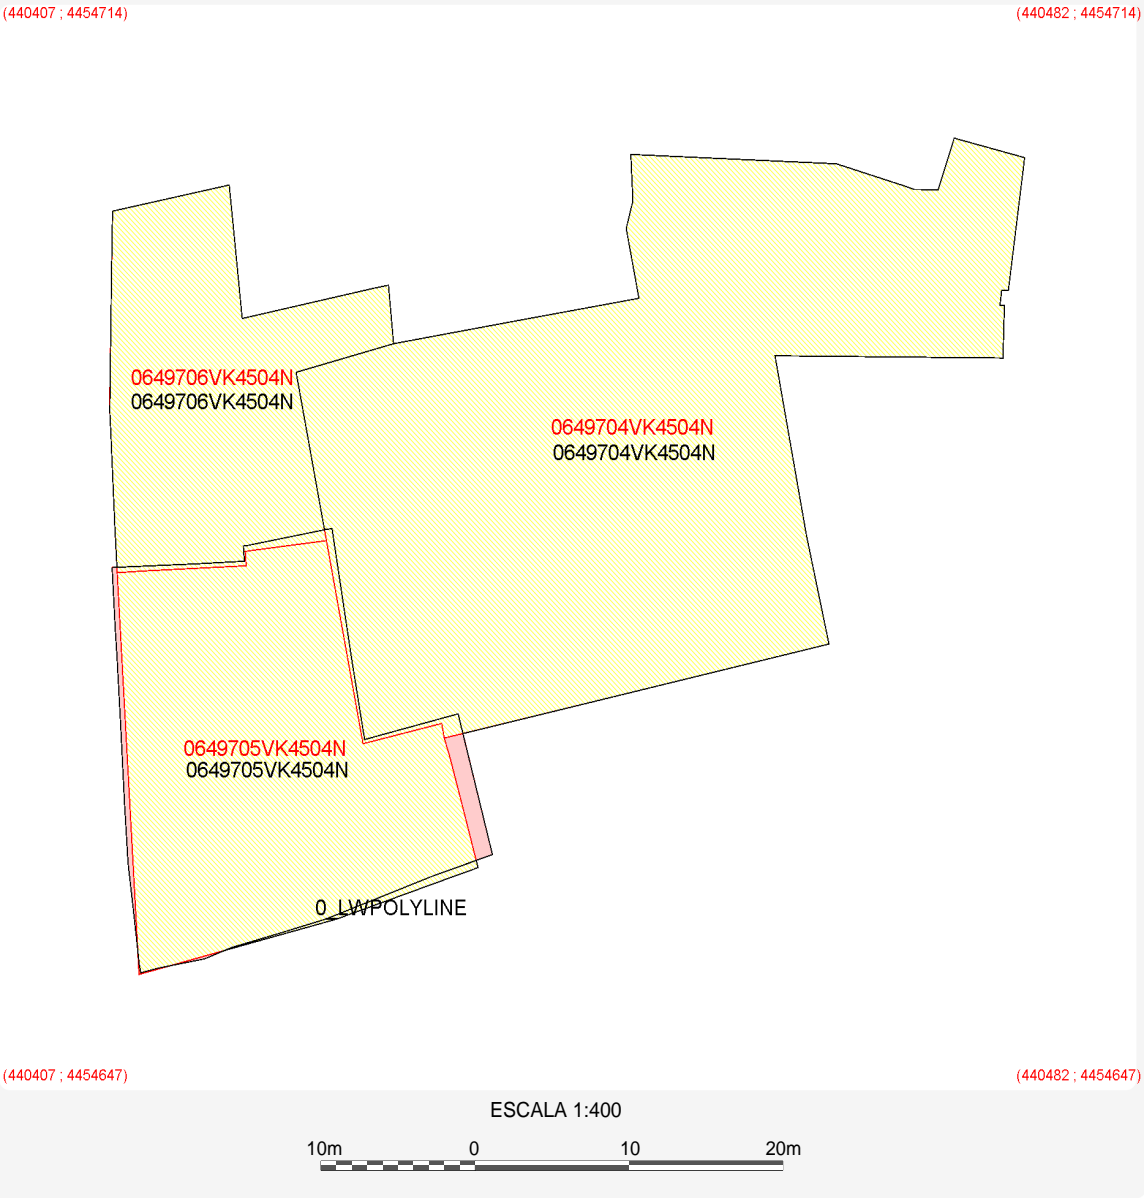 (440407 ; 4454714)
(440482 ; 4454714)
0649706VK4504N
0649706VK4504N
0649704VK4504N
0649704VK4504N
0649705VK4504N
0649705VK4504N
0_LWPOLYLINE
(440407 ; 4454647)
(440482 ; 4454647)
ESCALA 1:400
10m 0 10 20m